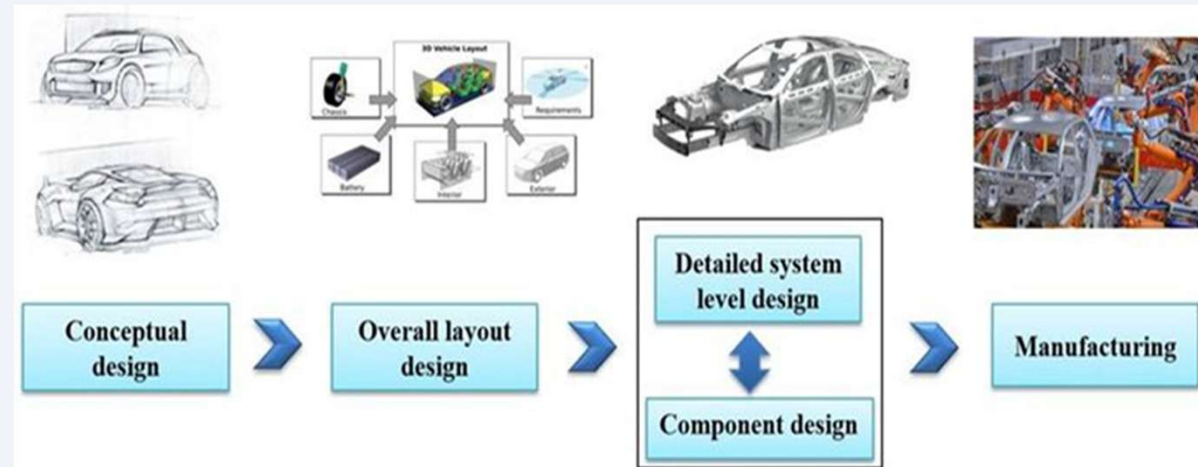 3D Vehicle Layout
Chassis
Requirements
Battery
Interior
Exterior
Conceptual
design
Overall layout
design
Detailed system
level design
Component design
Manufacturing